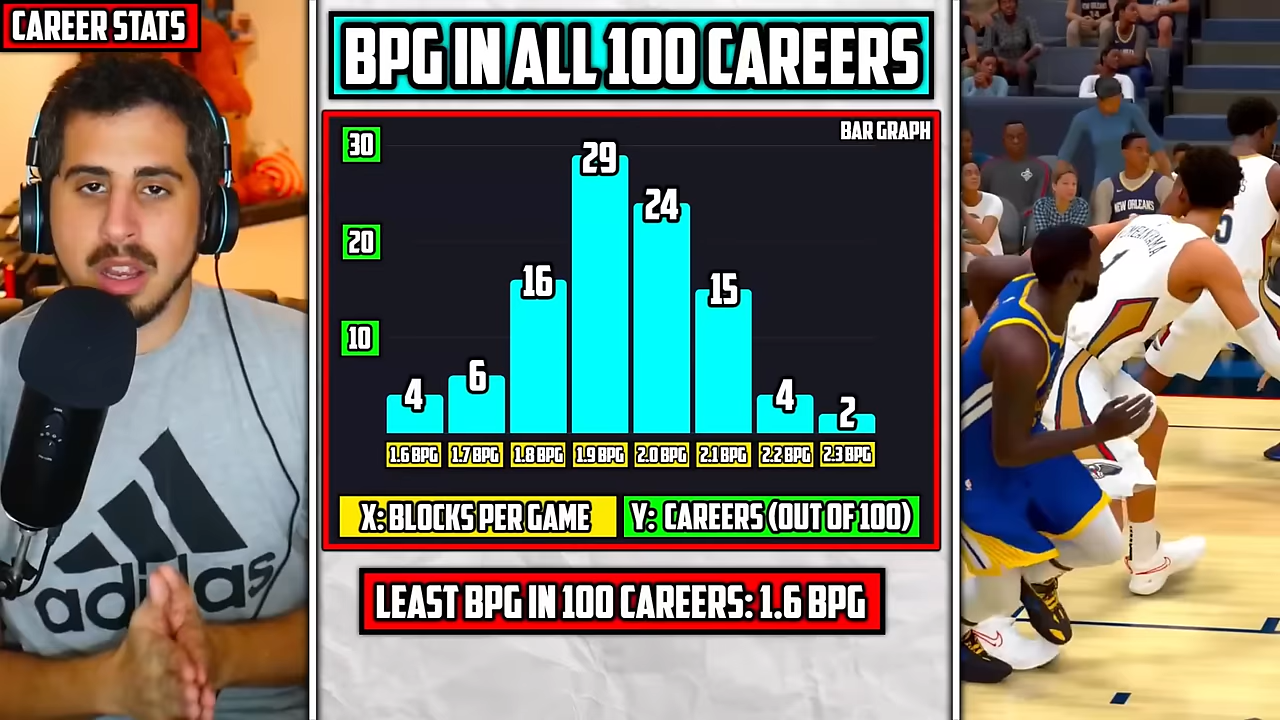 CAREER STATS
BPG IN ALL 100 CAREERS
BAR GRAPH
30
20
10
4
6
16
29
24
15
4
2
1.6 BPG
1.7 BPG
1.8 BPG
1.9 BPG
2.0 BPG
2.1 BPG
2.2 BPG
2.3 BPG
X: BLOCKS PER GAME
Y: CAREERS (OUT OF 100)
LEAST BPG IN 100 CAREERS: 1.6 BPG
adidas
NEW ORLEANS
1
5